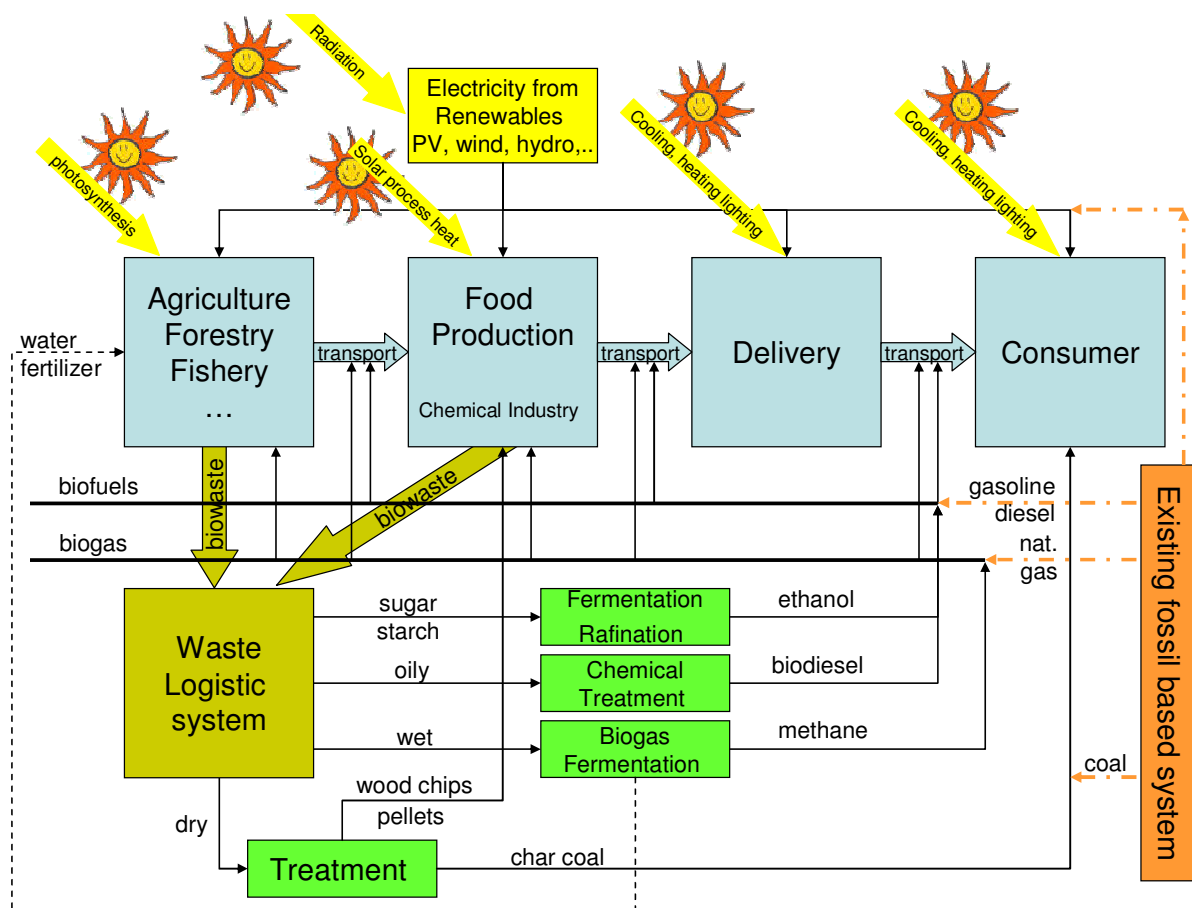 Radiation
Electricity from
Renewables
PV, wind, hydro,..
photosynthesis
Solar process heat
Cooling, heating lighting
Cooling, heating lighting
Agriculture
Forestry
Fishery
...
Food
Production
Chemical Industry
Delivery
Consumer
transport
transport
transport
water
fertilizer
biowaste
biowaste
biofuels
biogas
gasoline
diesel
nat.
gas
Existing fossil based system
Waste
Logistic
system
sugar
starch
Fermentation
Rafination
ethanol
oily
Chemical
Treatment
biodiesel
wet
Biogas
Fermentation
methane
coal
wood chips
pellets
dry
Treatment
char coal